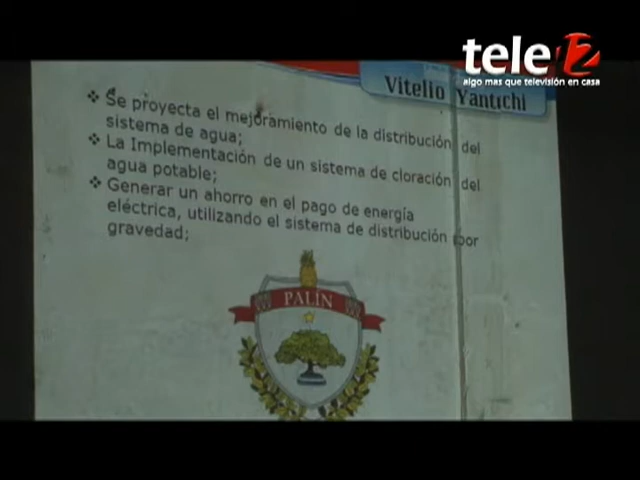 tele 12
algo mas que televisión en casa
Vitelio Yantichi
❖ Se proyecta el mejoramiento de la distribución del
sistema de agua;
❖ La Implementación de un sistema de cloración del
agua potable;
❖ Generar un ahorro en el pago de energía
eléctrica, utilizando el sistema de distribución por
gravedad;
PALÍN